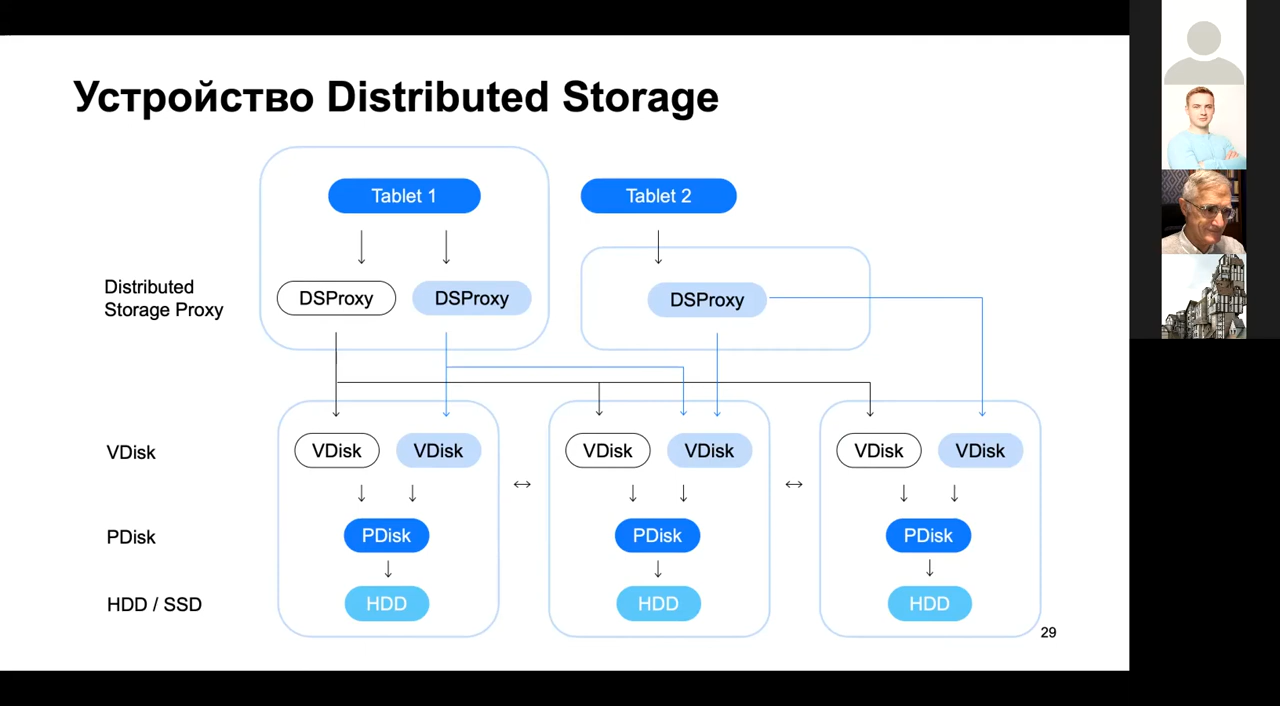 Устройство Distributed Storage
Tablet 1
Tablet 2
Distributed
Storage Proxy
DSProxy
DSProxy
DSProxy
VDisk
VDisk
VDisk
VDisk
VDisk
VDisk
VDisk
PDisk
PDisk
PDisk
PDisk
HDD / SSD
HDD
HDD
HDD
29